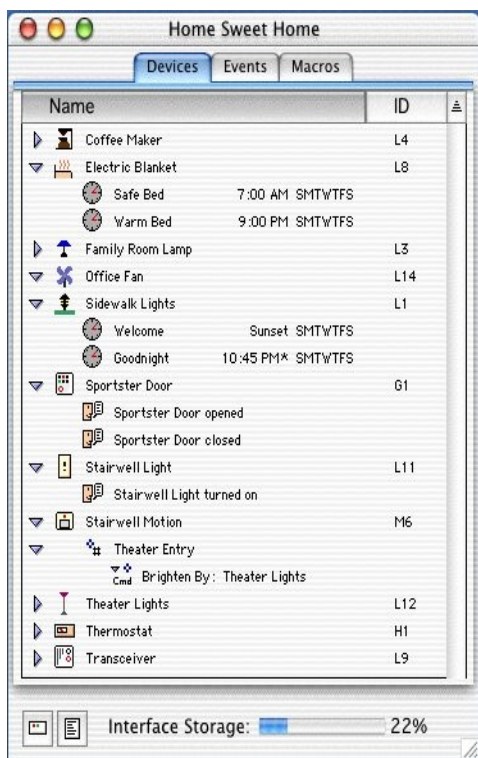 Home Sweet Home
Devices Events Macros
Name ID
Coffee Maker L4
Electric Blanket L8
Safe Bed 7:00 AM SMTWTFS
Warm Bed 9:00 PM SMTWTFS
Family Room Lamp L3
Office Fan L14
Sidewalk Lights L1
Welcome Sunset SMTWTFS
Goodnight 10:45 PM* SMTWTFS
Sportster Door G1
Sportster Door opened
Sportster Door closed
Stairwell Light L11
Stairwell Light turned on
Stairwell Motion M6
# Theater Entry
Cmd Brighten By: Theater Lights
Theater Lights L12
Thermostat H1
Transceiver L9
Interface Storage: 22%